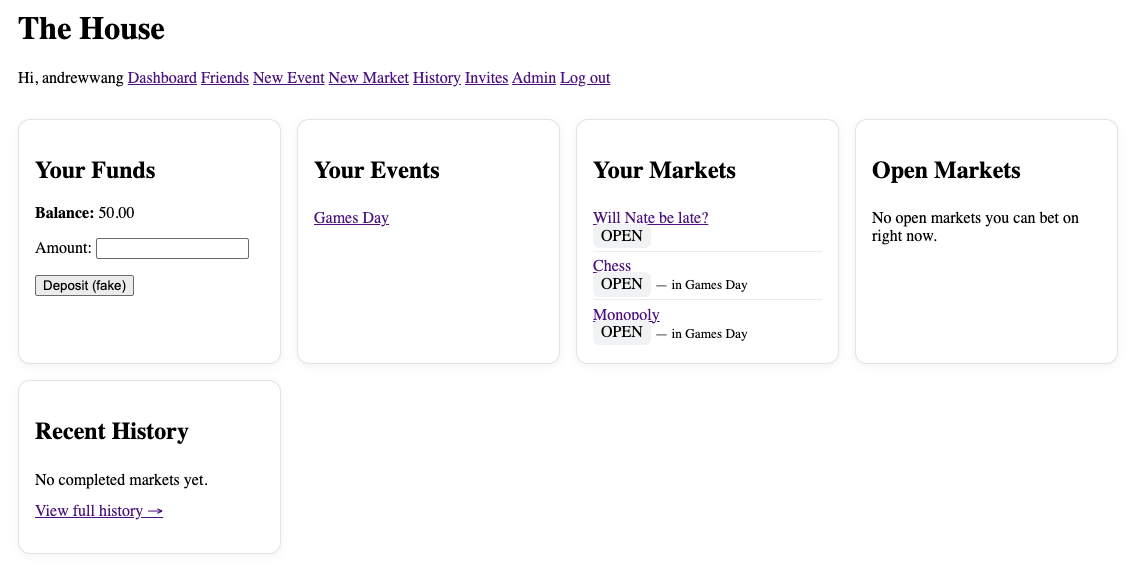 The House
Hi, andrewwang Dashboard Friends New Event New Market History Invites Admin Log out
Your Funds
Balance: 50.00
Amount:
Deposit (fake)
Your Events
Games Day
Your Markets
Will Nate be late?
OPEN
Chess
OPEN — in Games Day
Monopoly
OPEN — in Games Day
Open Markets
No open markets you can bet on
right now.
Recent History
No completed markets yet.
View full history →